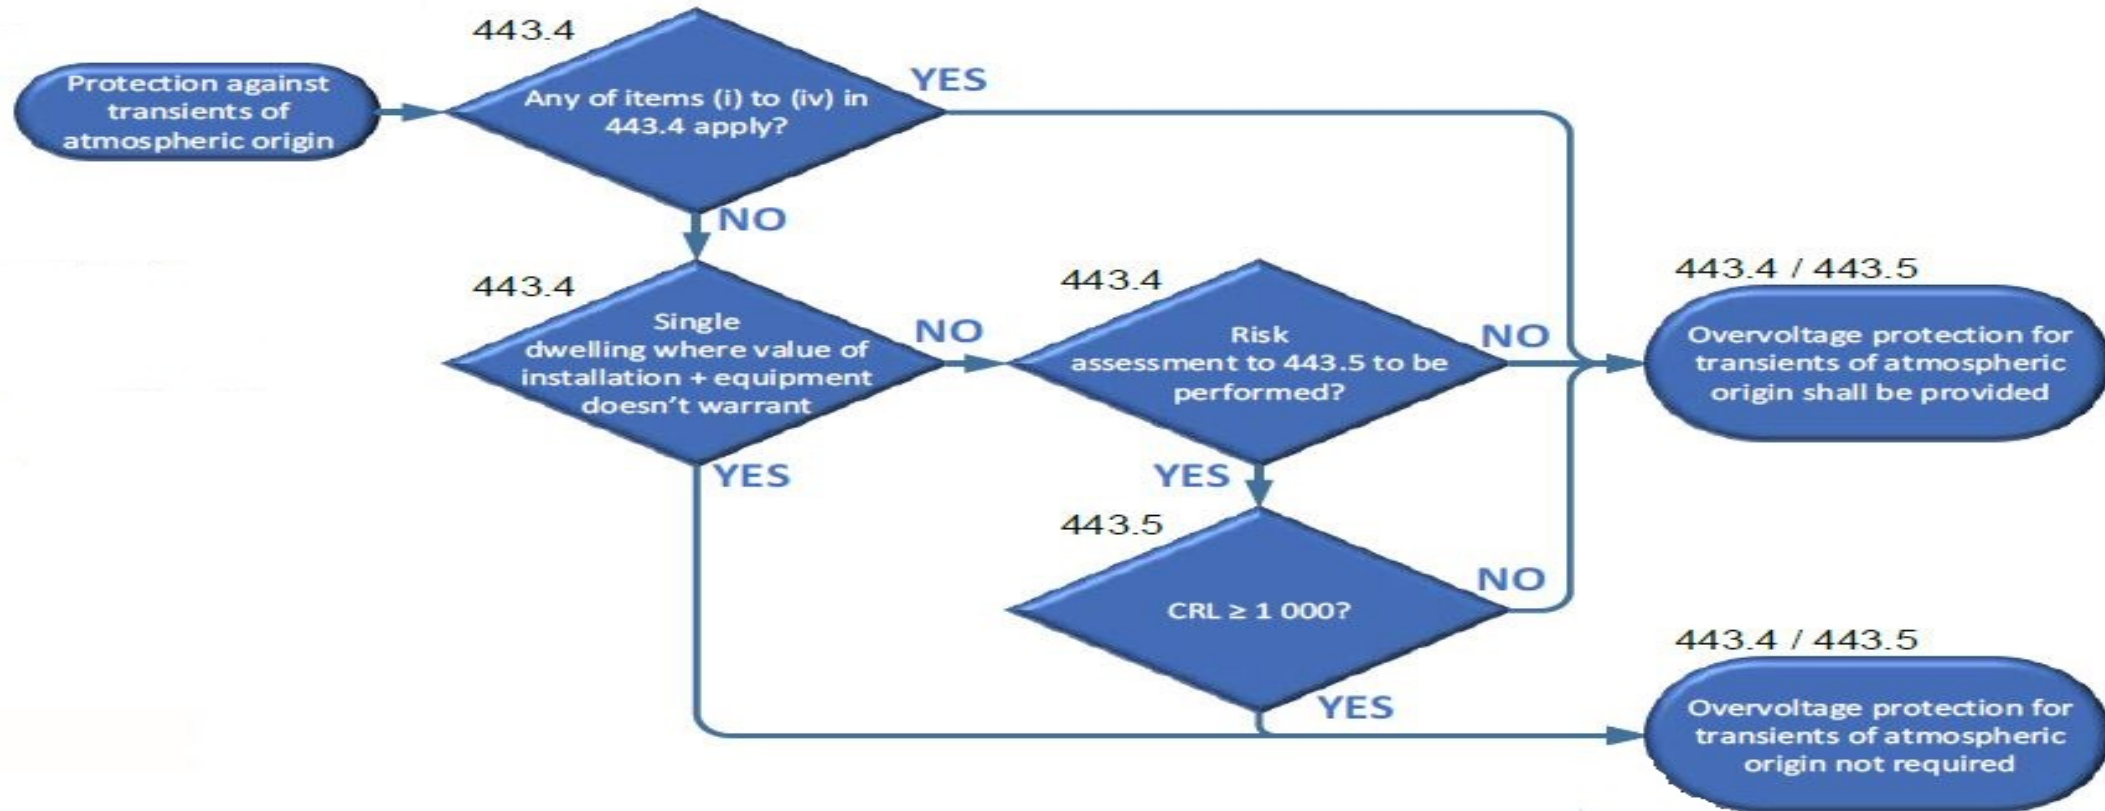 443.4
Protection against
transients of
atmospheric origin
Any of items (i) to (iv) in
443.4 apply?
YES
NO
443.4
Single
dwelling where value of
installation + equipment
doesn't warrant
NO
YES
443.4
Risk
assessment to 443.5 to be
performed?
NO
YES
443.4 / 443.5
Overvoltage protection for
transients of atmospheric
origin shall be provided
443.5
CRL ≥ 1 000?
NO
YES
443.4 / 443.5
Overvoltage protection for
transients of atmospheric
origin not required